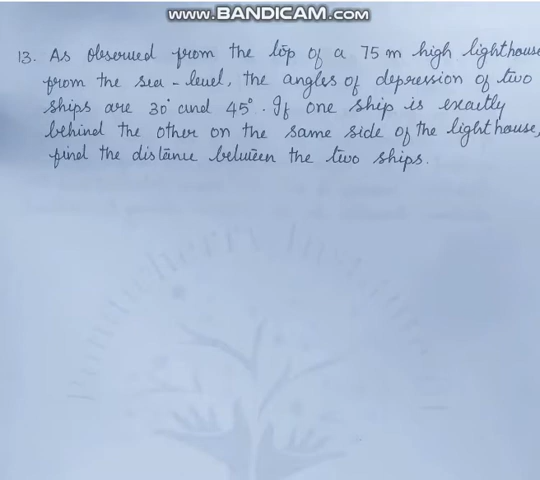 www.BANDICAM.com
13. As observed from the top of a 75 m high lighthouse
from the sea-level, the angles of depression of two
ships are 30° and 45°. If one ship is exactly
behind the other on the same side of the lighthouse,
find the distance between the two ships.